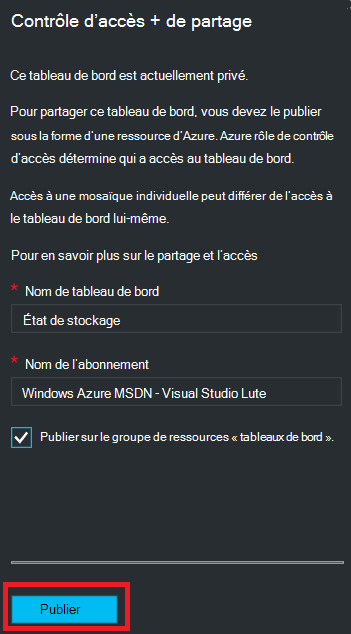 Contrôle d'accès + de partage
Ce tableau de bord est actuellement privé.
Pour partager ce tableau de bord, vous devez le publier
sous la forme d'une ressource d'Azure. Azure rôle de contrôle
d'accès détermine qui a accès au tableau de bord.
Accès à une mosaïque individuelle peut différer de l'accès à
le tableau de bord lui-même.
Pour en savoir plus sur le partage et l'accès
* Nom de tableau de bord
État de stockage
* Nom de l'abonnement
Windows Azure MSDN - Visual Studio Lute
Publier sur le groupe de ressources « tableaux de bord ».
Publier